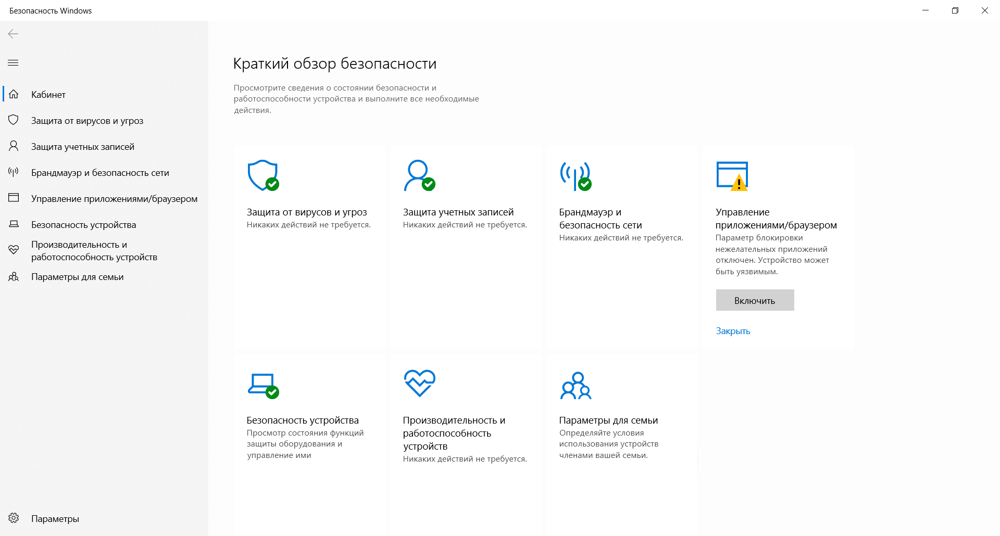 Безопасность Windows
Кабинет
Защита от вирусов и угроз
Защита учетных записей
Брандмауэр и безопасность сети
Управление приложениями/браузером
Безопасность устройства
Производительность и
работоспособность устройств
Параметры для семьи
Параметры
Краткий обзор безопасности
Просмотрите сведения о состоянии безопасности и
работоспособности устройства и выполните все необходимые
действия.
Защита от вирусов и угроз
Никаких действий не требуется.
Защита учетных записей
Никаких действий не требуется.
Брандмауэр и
безопасность сети
Никаких действий не требуется.
Управление
приложениями/браузером
Параметр блокировки
нежелательных приложений
отключен. Устройство может
быть уязвимым.
Включить
Закрыть
Безопасность устройства
Просмотр состояния функций
защиты оборудования и
управление ими
Производительность и
работоспособность
устройств
Никаких действий не требуется.
Параметры для семьи
Определяйте условия
использования устройств
членами вашей семьи.